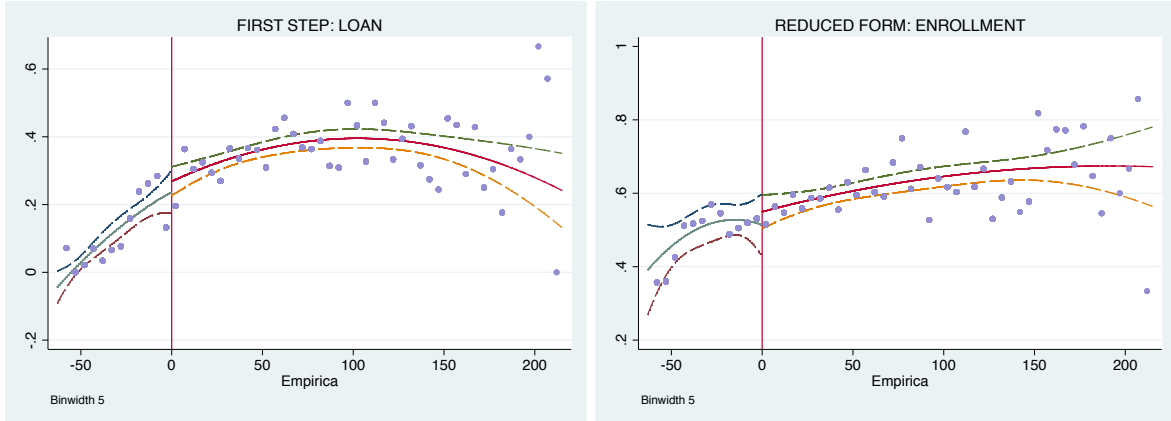 FIRST STEP: LOAN
.6
.4
.2
0
-.2
-50 0 50 100 150 200
Empirica
Binwidth 5
REDUCED FORM: ENROLLMENT
1
.8
.6
.4
.2
-50 0 50 100 150 200
Empirica
Binwidth 5